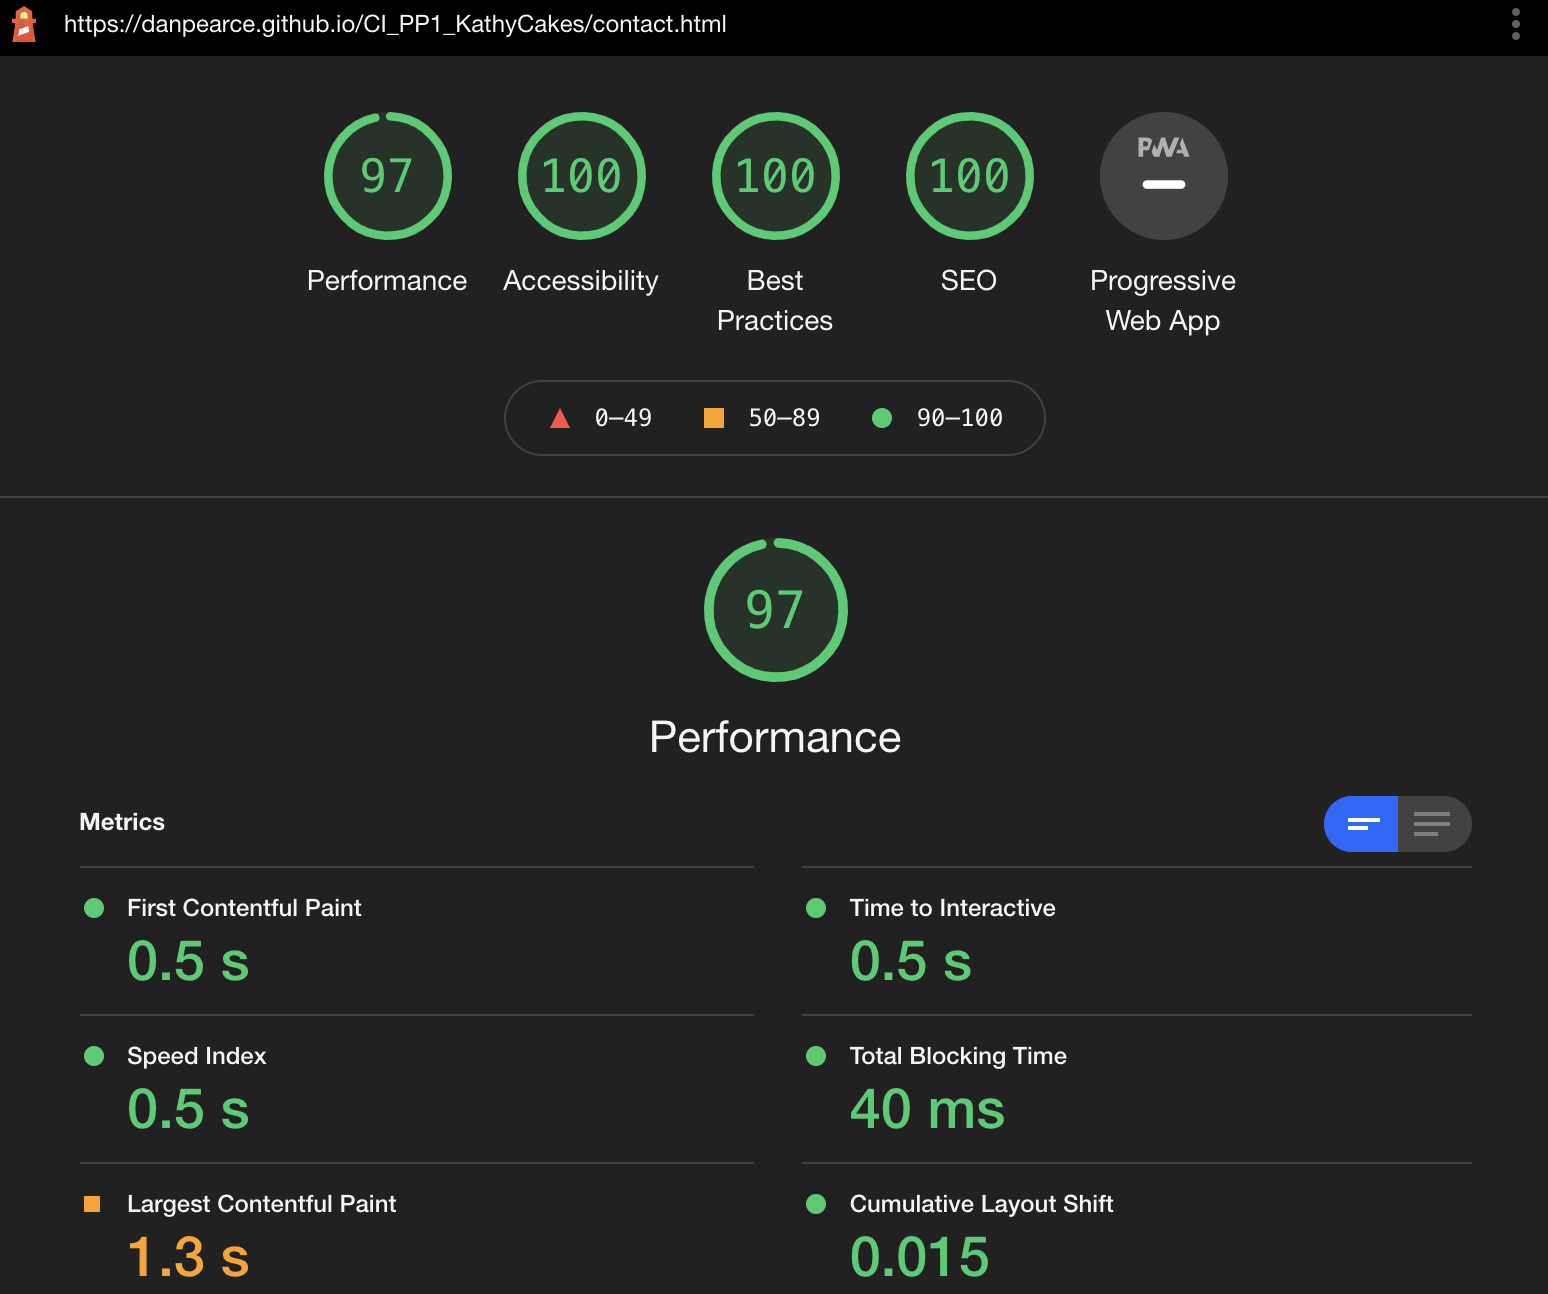 https://danpearce.github.io/CI_PP1_KathyCakes/contact.html
97
100
100
100
PWA
Performance
Accessibility
Best
Practices
SEO
Progressive
Web App
0–49
50–89
90–100
97
Performance
Metrics
First Contentful Paint
0.5 s
Time to Interactive
0.5 s
Speed Index
0.5 s
Total Blocking Time
40 ms
Largest Contentful Paint
1.3 s
Cumulative Layout Shift
0.015